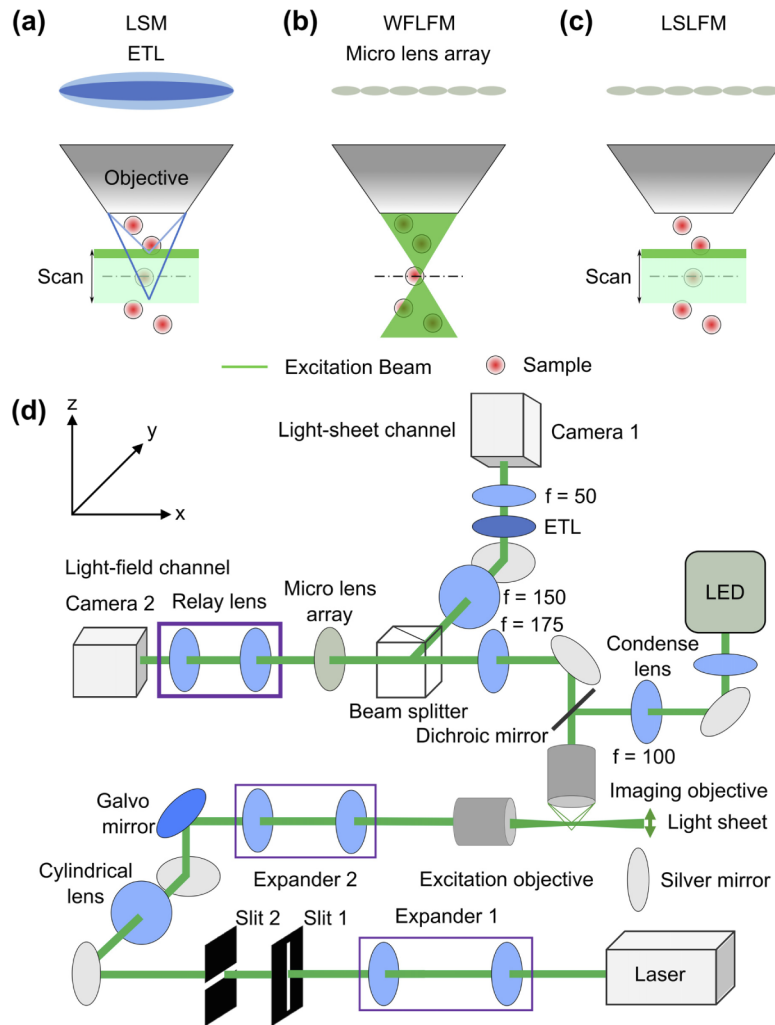 (a)
LSM
ETL
Objective
Scan
(b)
WFLFM
Micro lens array
(c)
LSLFM
Scan
Excitation Beam
Sample
(d)
z
y
x
Light-sheet channel
Camera 1
f = 50
ETL
Light-field channel
Camera 2
Relay lens
Micro lens
array
f = 150
f = 175
Beam splitter
LED
Condense
lens
Dichroic mirror
f = 100
Imaging objective
Light sheet
Galvo
mirror
Expander 2
Excitation objective
Silver mirror
Cylindrical
lens
Slit 2
Slit 1
Expander 1
Laser